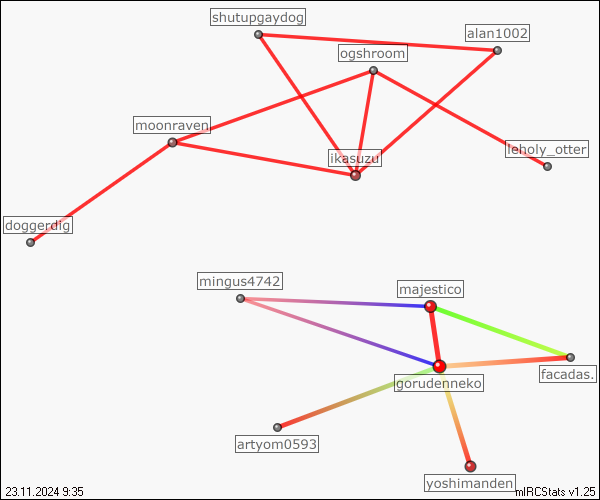 shutupgaydog
alan1002
ogshroom
moonraven
ikasuzu
leholy_otter
doggerdig
mingus4742
majestico
facadas.
gorudenneko
artyom0593
yoshimanden
23.11.2024 9:35
mIRCStats v1.25